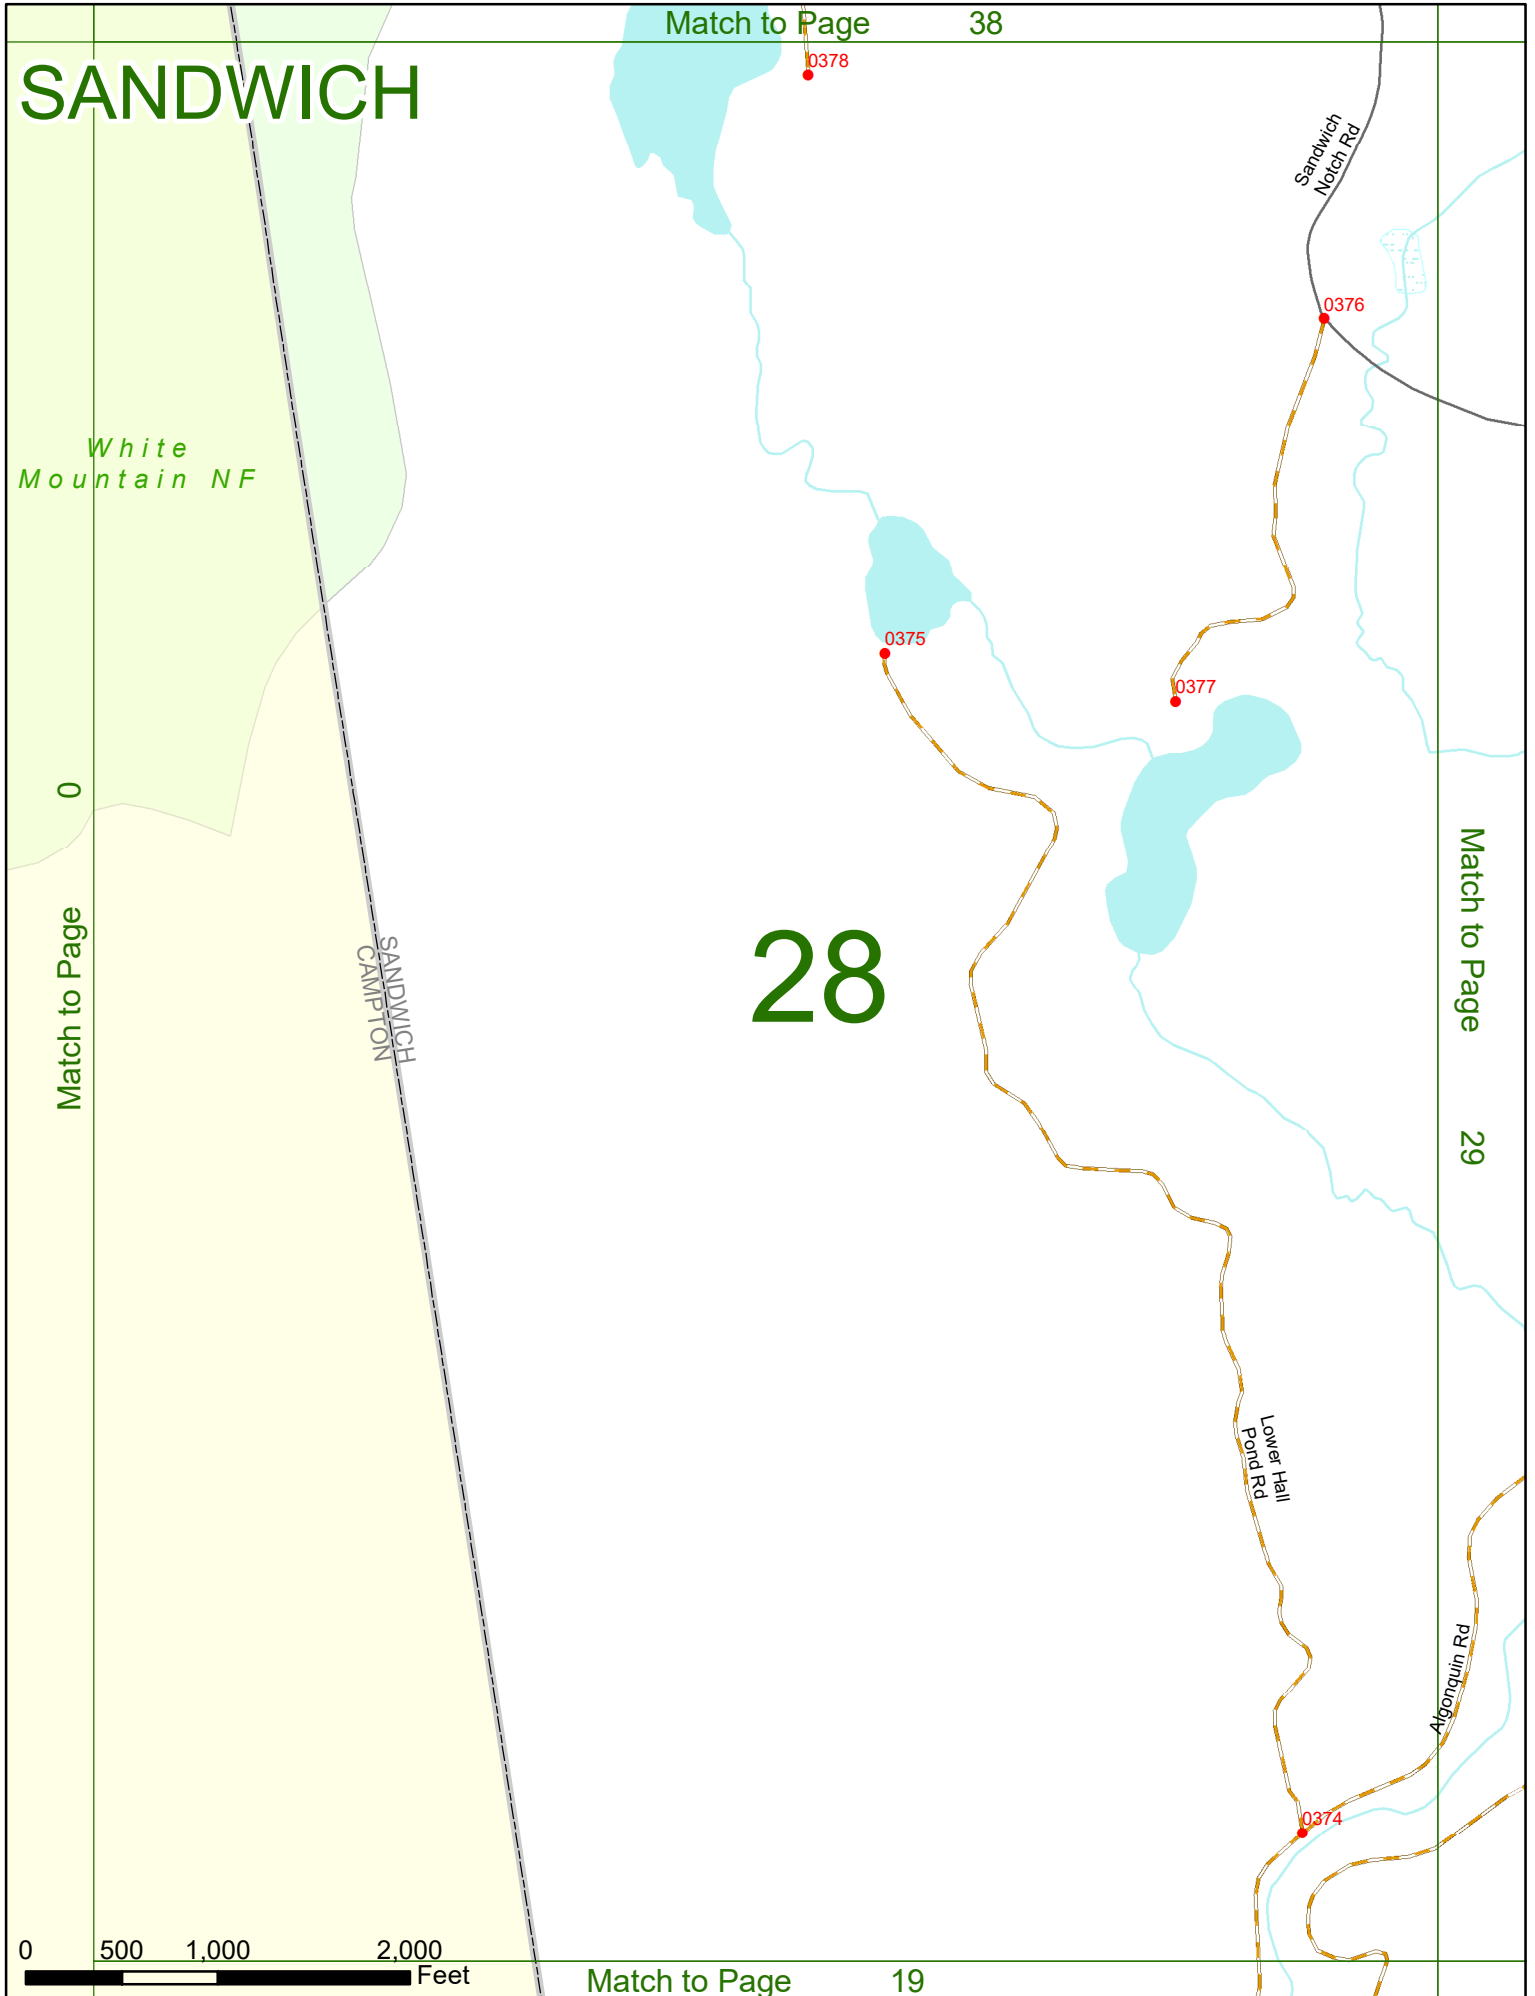 Match to Page 38
SANDWICH
0378
Sandwich
Notch Rd
0376
White
Mountain NF
0375
0377
Match to Page 0
Match to Page 29
SANDWICH
CAMPTON
28
Lower Hall
Pond Rd
Algonquin Rd
0374
0 500 1,000 2,000
Feet
Match to Page 19